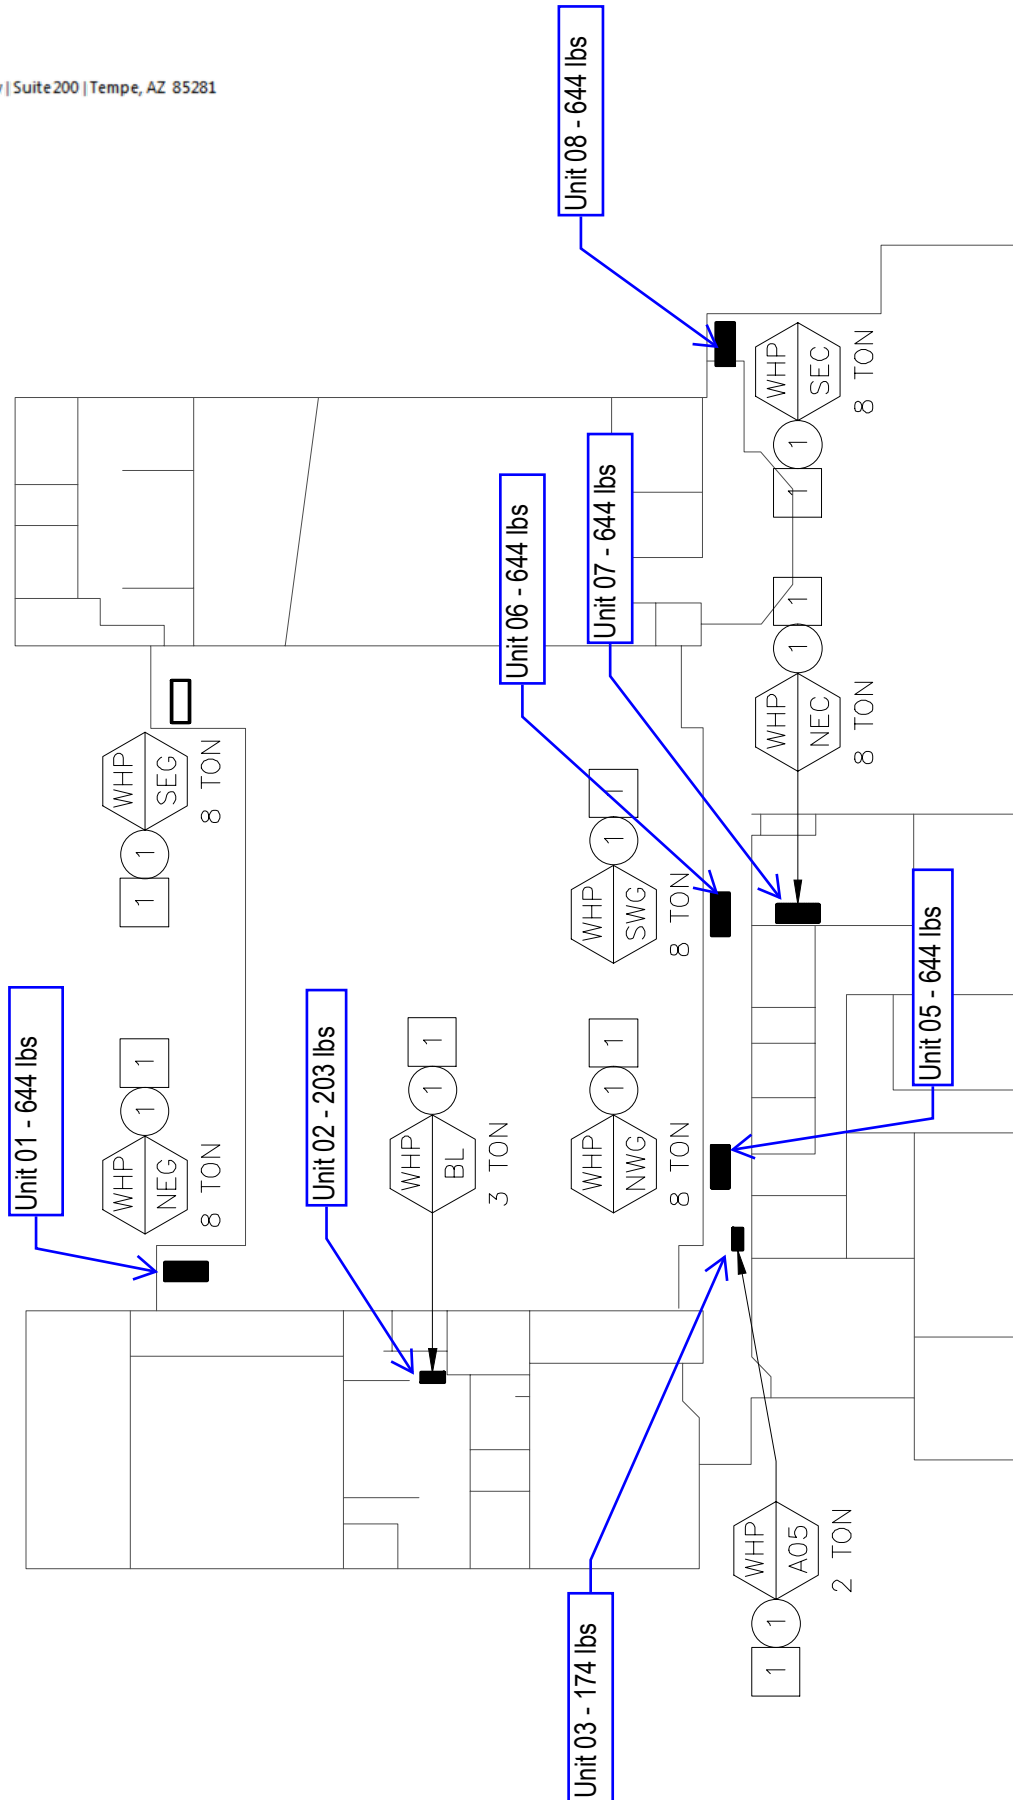 | Suite200 | Tempe, AZ 85281
Unit 08 - 644 lbs
WHP
SEC
1
1
8 TON
Unit 06 - 644 lbs
Unit 07 - 644 lbs
WHP
NEC
1
1
8 TON
WHP
SEG
1
1
8 TON
WHP
SWG
1
1
8 TON
Unit 05 - 644 lbs
Unit 01 - 644 lbs
WHP
NEG
1
1
8 TON
Unit 02 - 203 lbs
WHP
BL
1
1
3 TON
WHP
NWG
1
1
8 TON
Unit 03 - 174 lbs
WHP
A05
1
1
2 TON